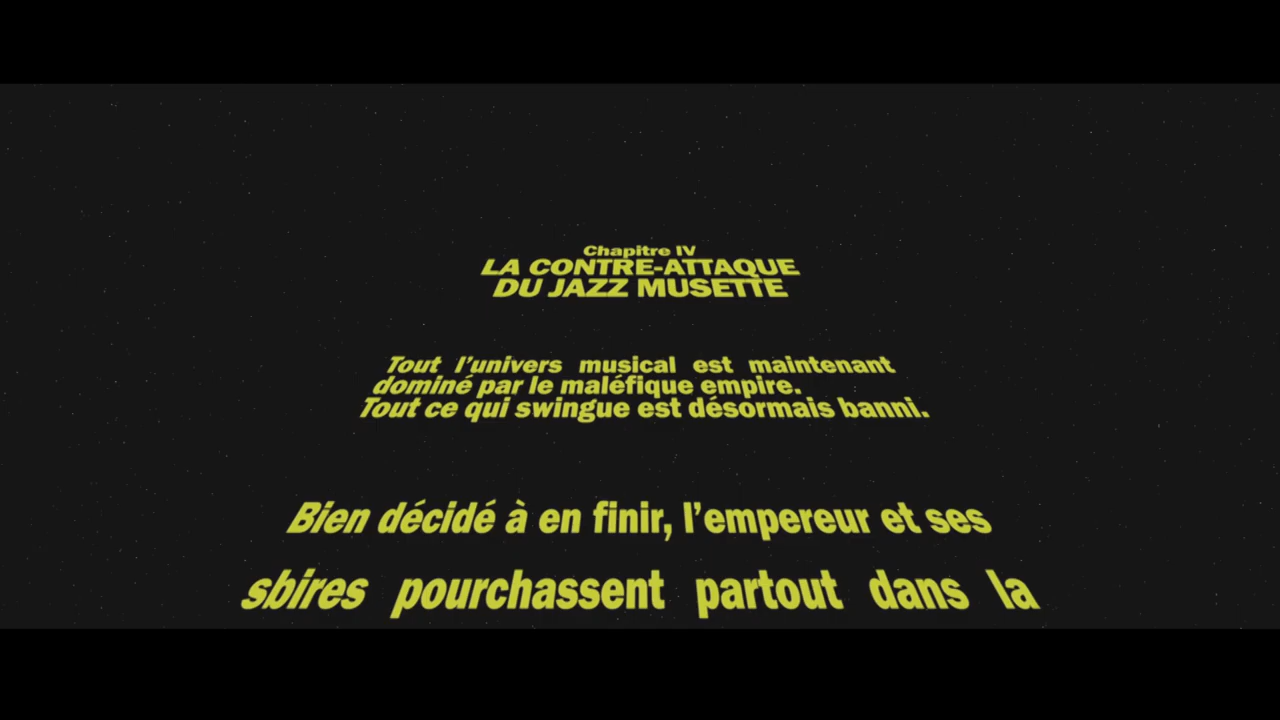 Chapitre IV
LA CONTRE-ATTAQUE
DU JAZZ MUSETTE
Tout l'univers musical est maintenant
dominé par le maléfique empire.
Tout ce qui swingue est désormais banni.
Bien décidé à en finir, l'empereur et ses
sbires pourchassent partout dans la